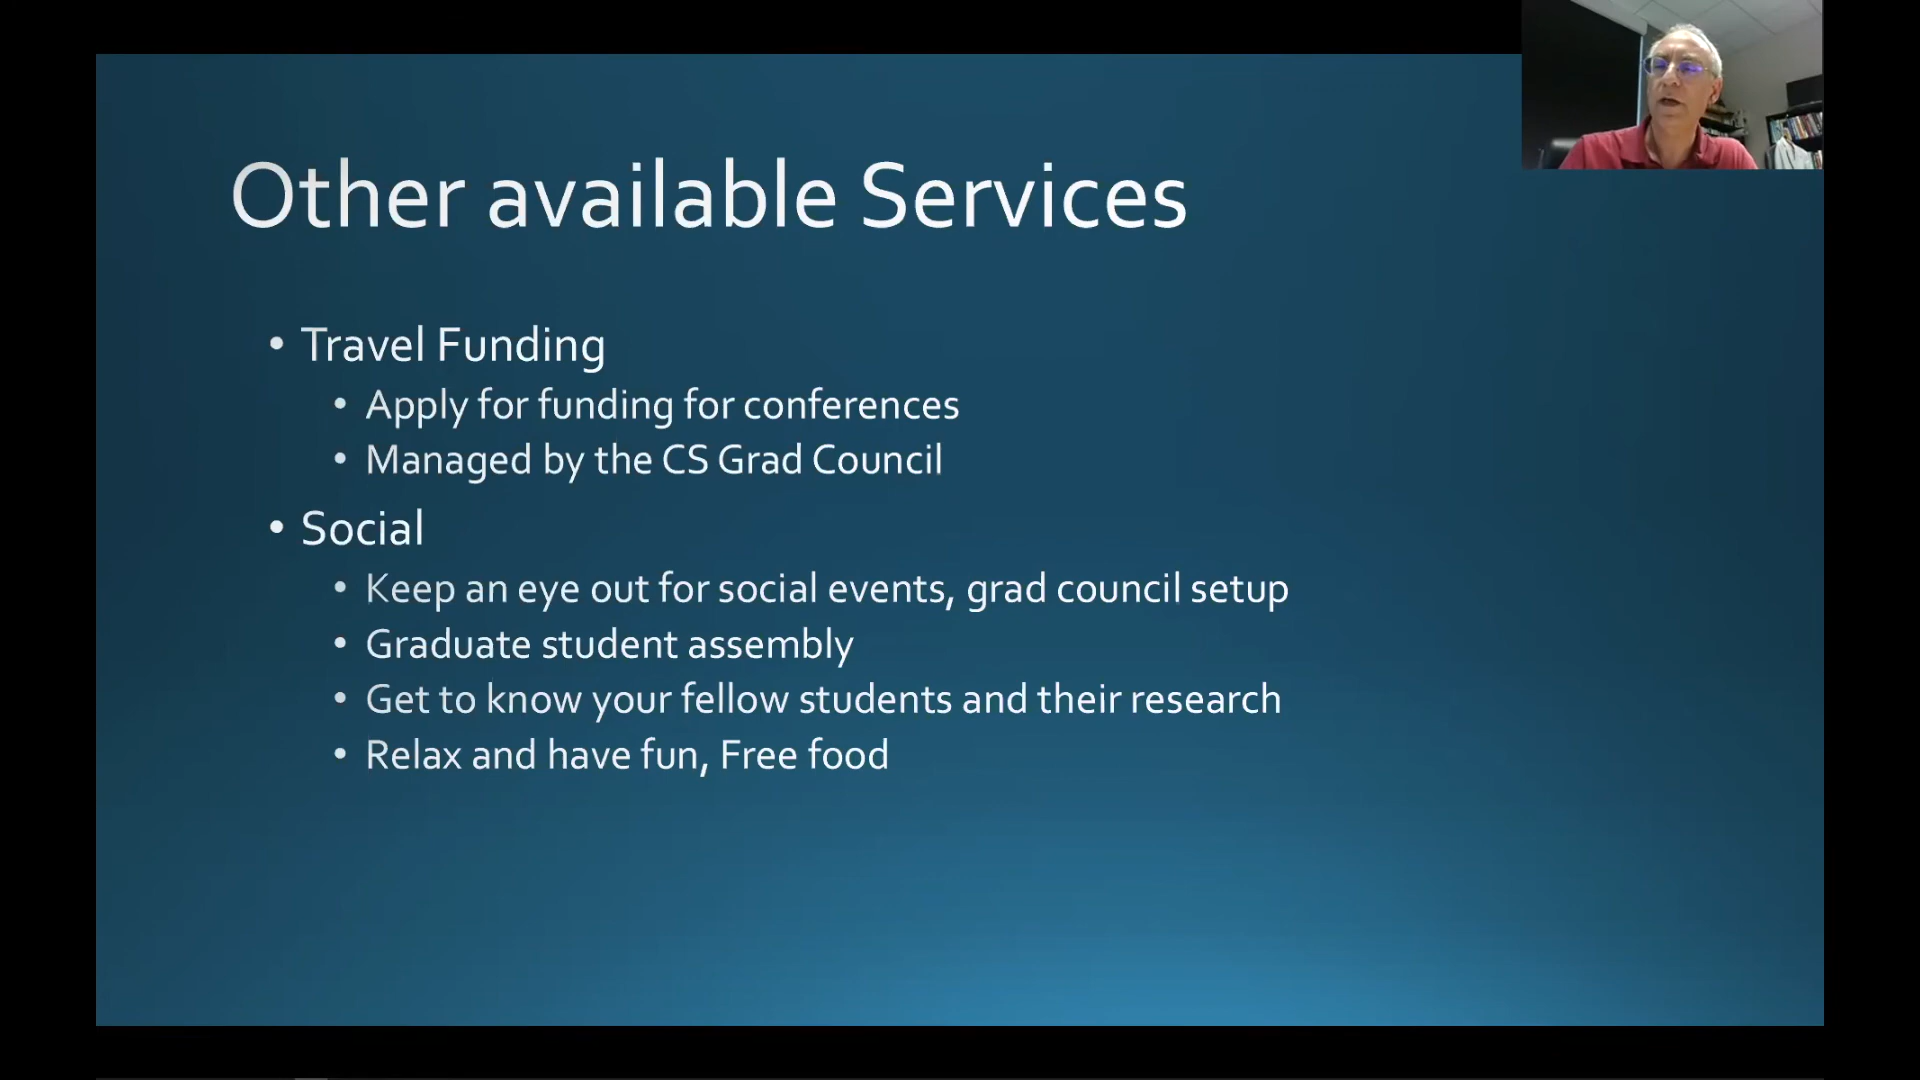 Other available Services
• Travel Funding
• Apply for funding for conferences
• Managed by the CS Grad Council
• Social
• Keep an eye out for social events, grad council setup
• Graduate student assembly
• Get to know your fellow students and their research
• Relax and have fun, Free food